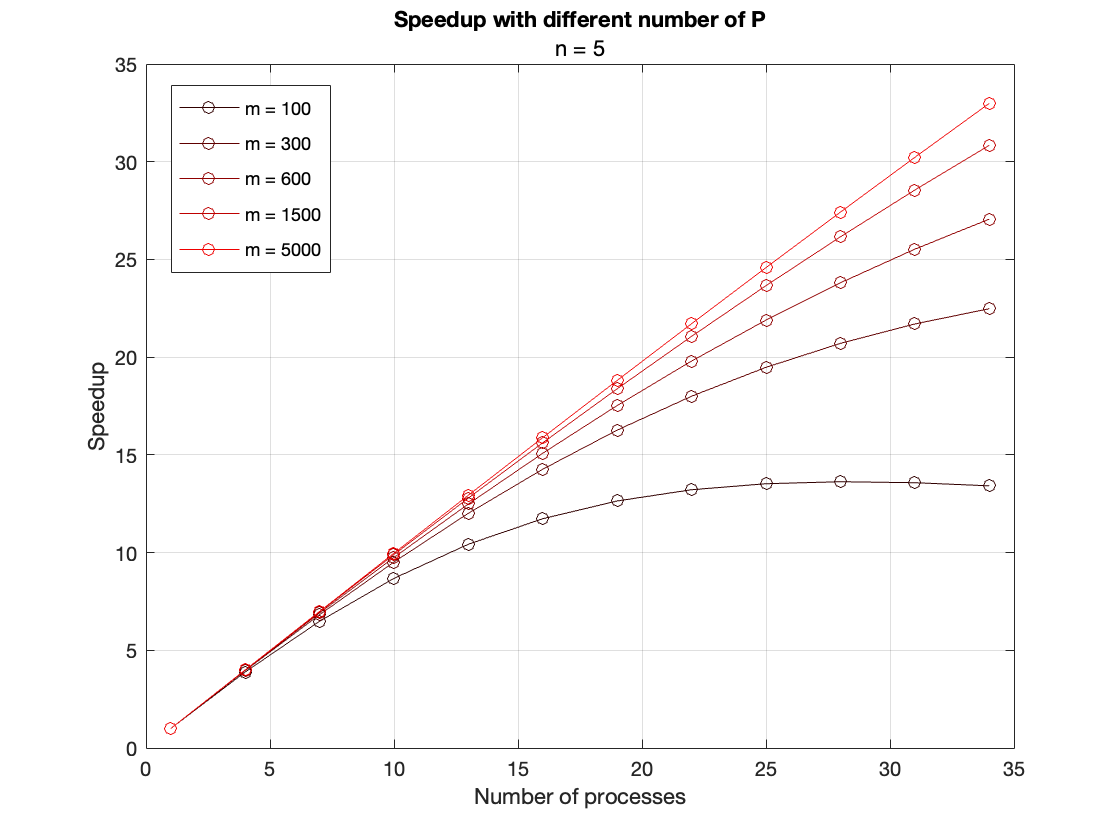 Speedup with different number of P
n = 5
35
30
25
20
15
10
5
0
Speedup
m = 100
m = 300
m = 600
m = 1500
m = 5000
0 5 10 15 20 25 30 35
Number of processes